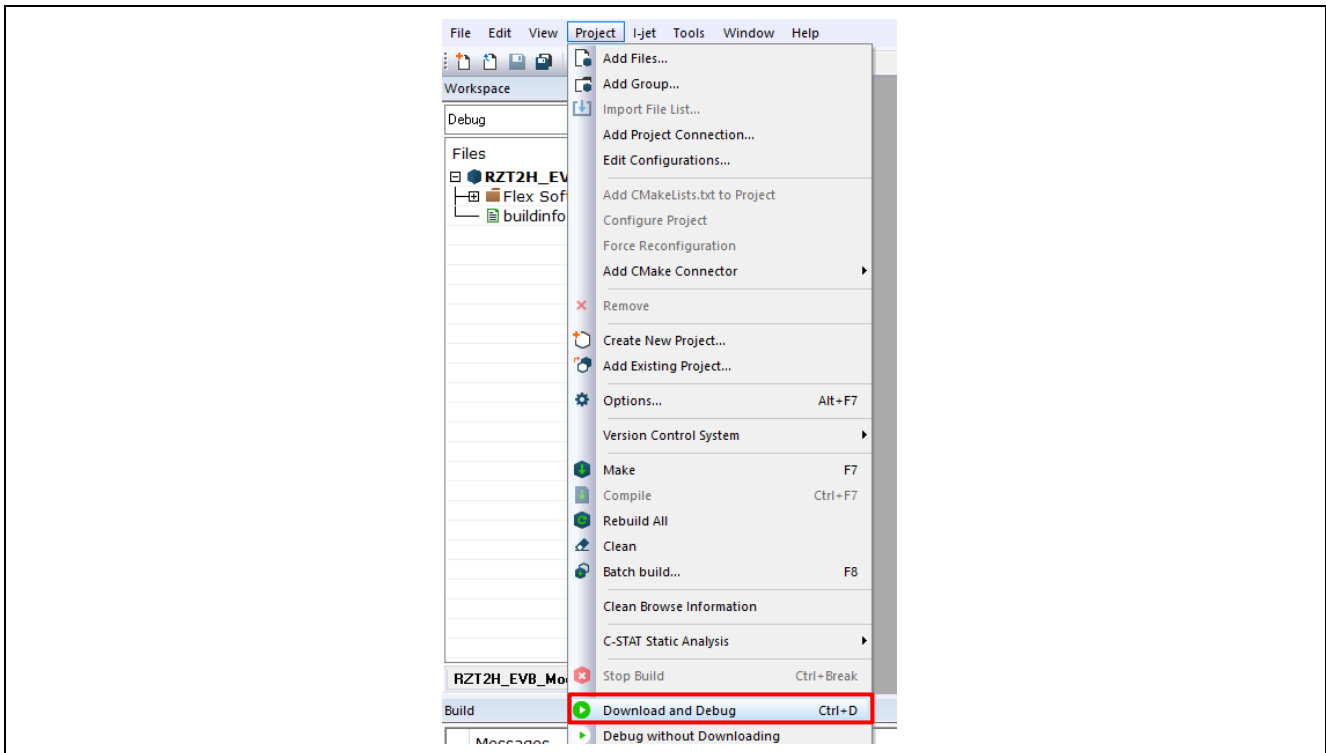 File Edit View Project I-jet Tools Window Help
Workspace
Debug
Files
RZT2H_EV
Flex Sof
buildinfo
RZT2H_EVB_Mo
Build
Messages
Add Files...
Add Group...
Import File List...
Add Project Connection...
Edit Configurations...
Add CMakeLists.txt to Project
Configure Project
Force Reconfiguration
Add CMake Connector
Remove
Create New Project...
Add Existing Project...
Options... Alt+F7
Version Control System
Make F7
Compile Ctrl+F7
Rebuild All
Clean
Batch build... F8
Clean Browse Information
C-STAT Static Analysis
Stop Build Ctrl+Break
Download and Debug Ctrl+D
Debug without Downloading